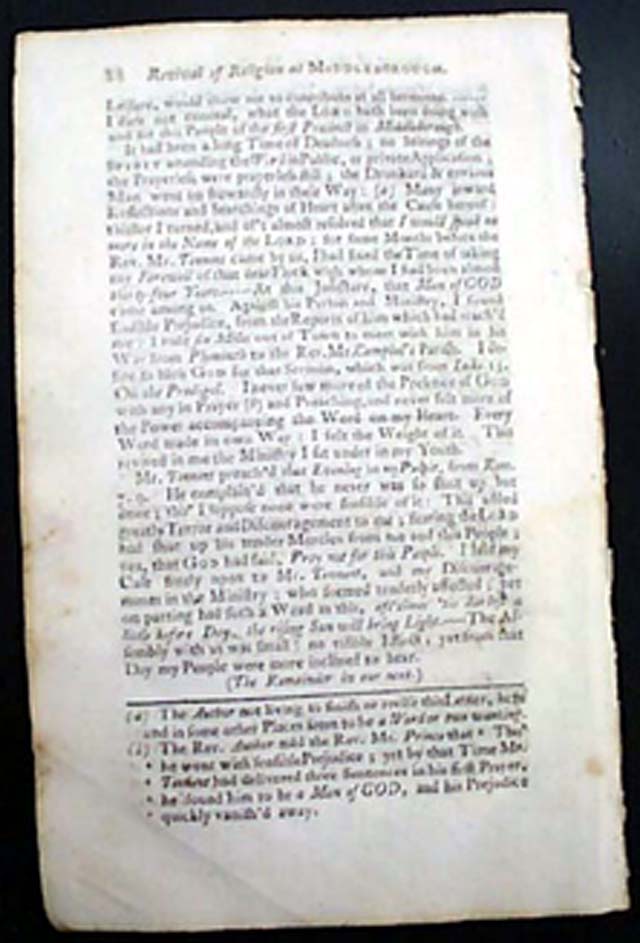 88 Revival of Religion at MIDDLEBOROUGH.
would me to contribute at all
I dare not conceal, what the LORD hath been doing with
and for this People of the first Precinct in Middleborough.
It had been a long Time of Deadness; no Stirrings of the
SPIRIT attending the Word in Publick, or private Application;
the Prayerless were prayerless still; the Drunkard & envious
Man went on frowardly in their Way: (a) Many inward
Reflections and Searchings of Heart after the Cause hereof:
thither I turned, and oft almost resolved that I would speak no
more in the Name of the LORD: for some Months before the
Rev. Mr. Tennent came by us, I had fixed the Time of taking
my Farewell of that dear Flock with whom I had been almost
thirty four Years.——At this Juncture, that Man of GOD
came among us. Against his Person and Ministry, I found
sensible Prejudice, from the Reports of him which had reach'd
me: I rode six Miles out of Town to meet with him in his
Way from Plymouth to the Rev. Mr. Campbel's Parish. I de-
sire to bless GOD for that Sermon, which was from Luke 15.
On the Prodigal. I never saw more of the Presence of GOD
with any in Prayer (b) and Preaching, and never felt more of
the Power accompanying the Word on my Heart. Every
Word made its own Way: I felt the Weight of it. This
revived in me the Ministry I sat under in my Youth.
Mr. Tennent preach'd that Evening in my Pulpit, from Rom.
9. He complain'd that he never was so shut up but
once; tho' I suppose none were sensible of it: This added
greatly Terror and Discouragement to me; fearing the LORD
had shut up his tender Mercies from me and this People;
yea, that GOD had said, Pray not for this People. I laid my
Case freely open to Mr. Tennent, and my Discourage-
ments in the Ministry: who seemed tenderly affected; yet
on parting had such a Word as this, oft times 'tis darkest a
little before Day, the rising Sun will bring Light.—The As-
sembly with us was small: no visible Effect, yet from that
Day my People were more inclined to hear.
(The Remainder in our next.)
(a) The Author not living to finish or revise this Letter, here
and in some other Places seem to be a Word or two wanting.
(b) The Rev. Author told the Rev. Mr. Prince that " Tho'
" he went with sensible Prejudice; yet by that Time Mr.
" Tennent had delivered three Sentences in his first Prayer,
" he found him to be a Man of GOD, and his Prejudice
" quickly vanish'd away.